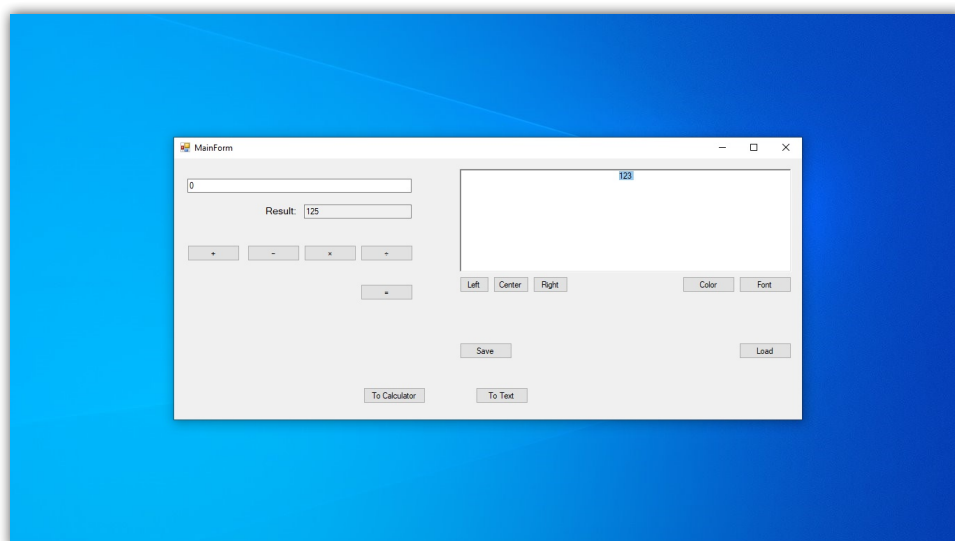 MainForm
0
Result: 125
+ − × ÷
=
123
Left Center Right Color Font
Save Load
To Calculator To Text